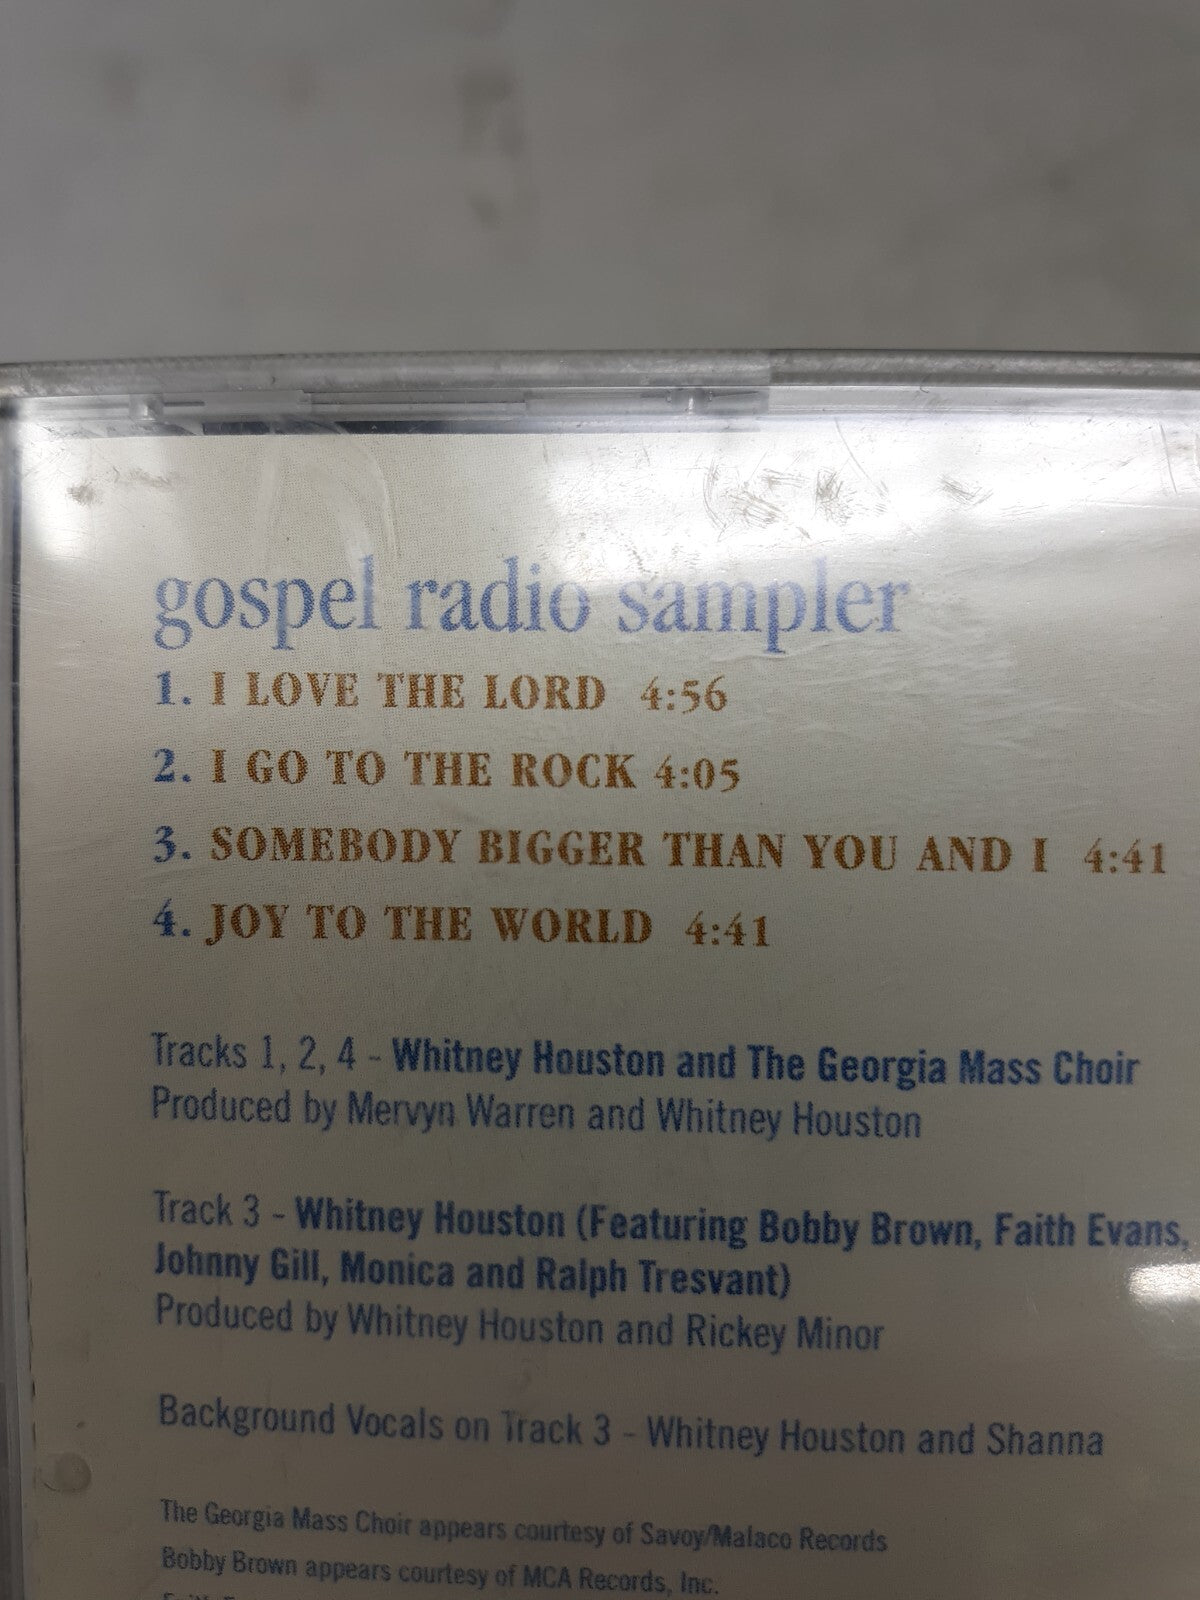 gospel radio sampler
1. I LOVE THE LORD 4:56
2. I GO TO THE ROCK 4:05
3. SOMEBODY BIGGER THAN YOU AND I 4:41
4. JOY TO THE WORLD 4:41
Tracks 1, 2, 4 - Whitney Houston and The Georgia Mass Choir
Produced by Mervyn Warren and Whitney Houston
Track 3 - Whitney Houston (Featuring Bobby Brown, Faith Evans,
Johnny Gill, Monica and Ralph Tresvant)
Produced by Whitney Houston and Rickey Minor
Background Vocals on Track 3 - Whitney Houston and Shanna
The Georgia Mass Choir appears courtesy of Savoy/Malaco Records
Bobby Brown appears courtesy of MCA Records, Inc.